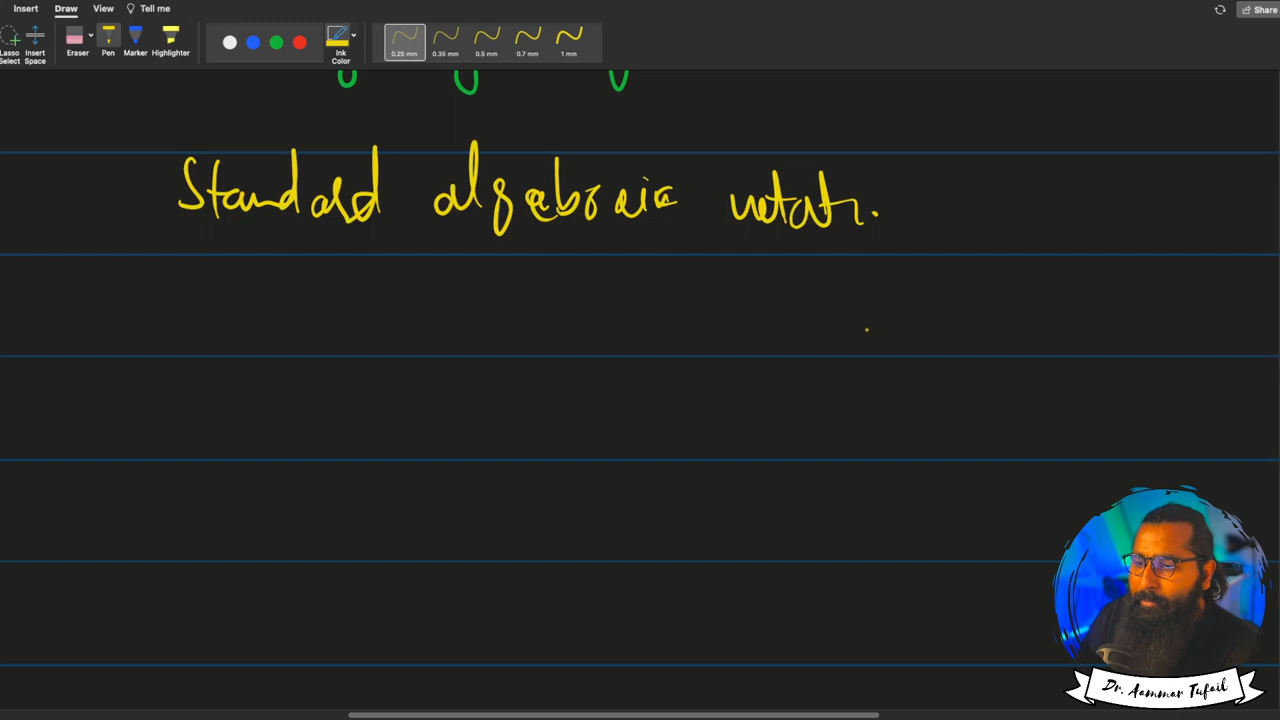 Insert Draw View Tell me Share
Lasso Select Insert Space Eraser Pen Marker Highlighter Ink Color 0.25 mm 0.35 mm 0.5 mm 0.7 mm 1 mm
Standard algebraic notatn.
Dr. Aammar Tufail